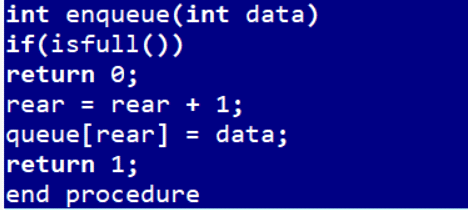 int enqueue(int data)
if(isfull())
return 0;
rear = rear + 1;
queue[rear] = data;
return 1;
end procedure